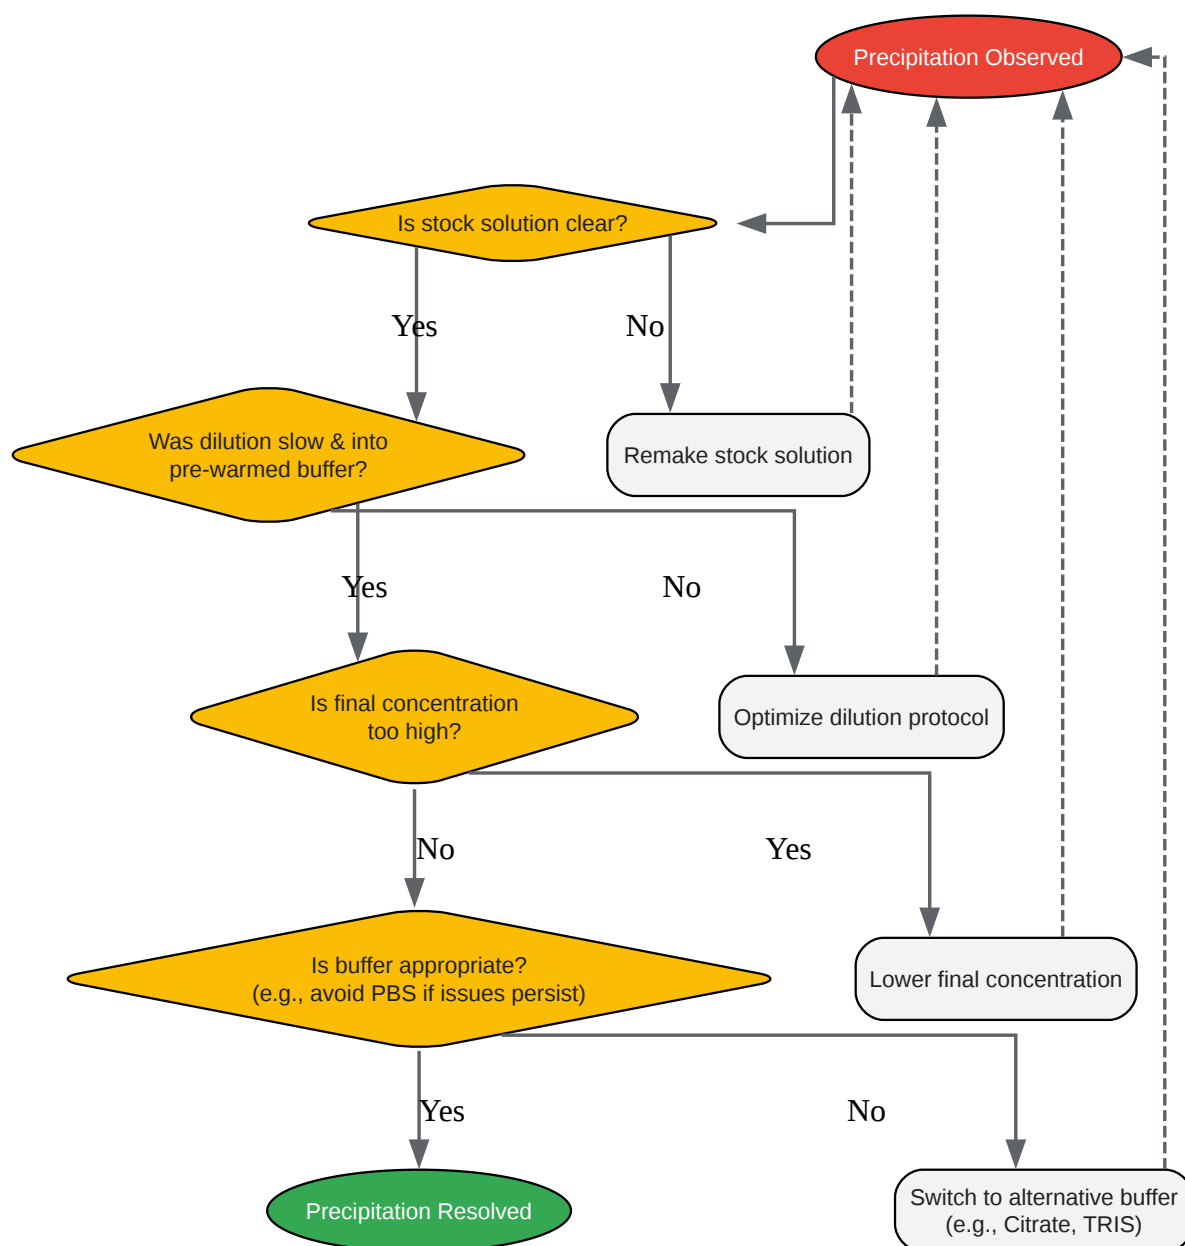 Precipitation Observed
Is stock solution clear?
Yes
No
Was dilution slow & into
pre-warmed buffer?
Remake stock solution
Yes
No
Is final concentration
too high?
Optimize dilution protocol
No
Yes
Is buffer appropriate?
(e.g., avoid PBS if issues persist)
Lower final concentration
Yes
No
Precipitation Resolved
Switch to alternative buffer
(e.g., Citrate, TRIS)